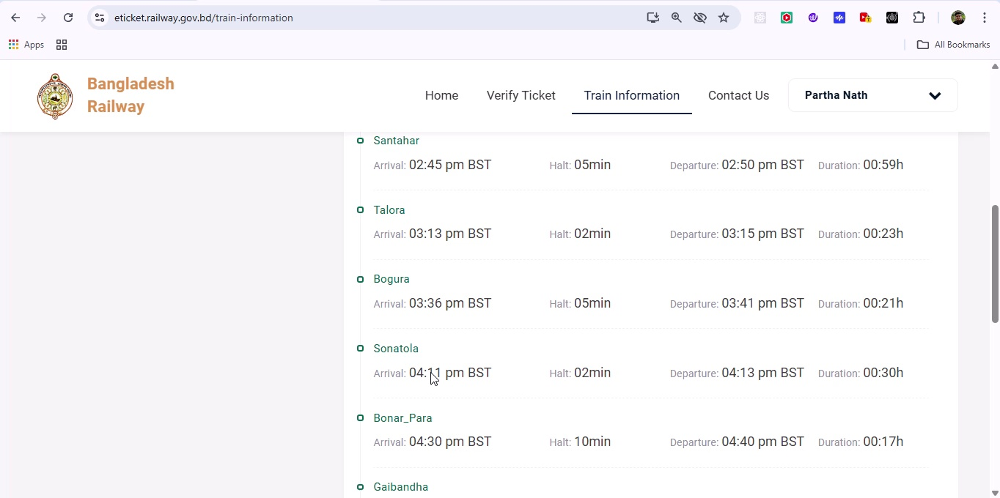 eticket.railway.gov.bd/train-information
Apps
All Bookmarks
Bangladesh
Railway
Home
Verify Ticket
Train Information
Contact Us
Partha Nath
Santahar
Arrival: 02:45 pm BST Halt: 05min Departure: 02:50 pm BST Duration: 00:59h
Talora
Arrival: 03:13 pm BST Halt: 02min Departure: 03:15 pm BST Duration: 00:23h
Bogura
Arrival: 03:36 pm BST Halt: 05min Departure: 03:41 pm BST Duration: 00:21h
Sonatola
Arrival: 04:11 pm BST Halt: 02min Departure: 04:13 pm BST Duration: 00:30h
Bonar_Para
Arrival: 04:30 pm BST Halt: 10min Departure: 04:40 pm BST Duration: 00:17h
Gaibandha